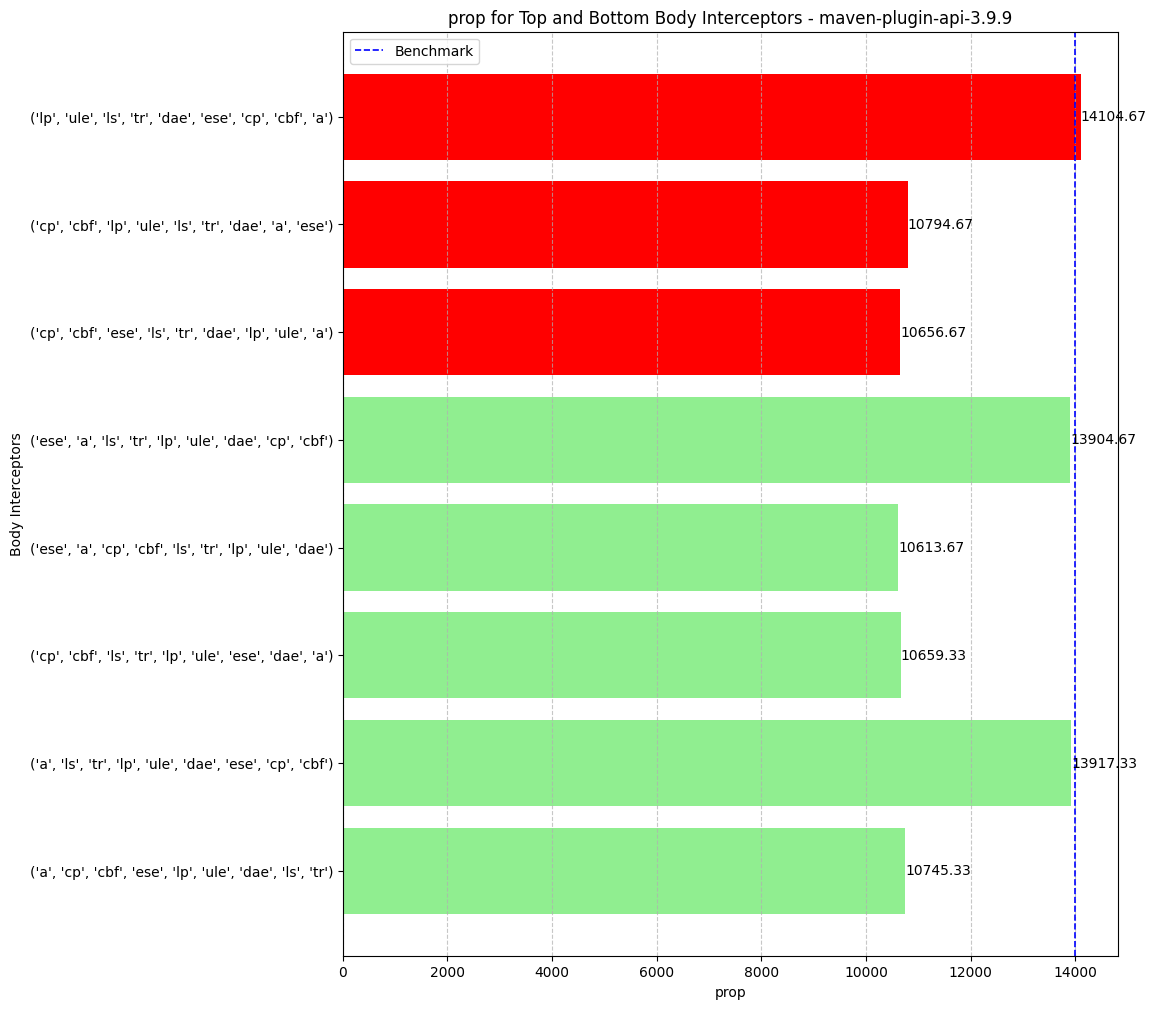 prop for Top and Bottom Body Interceptors - maven-plugin-api-3.9.9
Benchmark
('lp', 'ule', 'ls', 'tr', 'dae', 'ese', 'cp', 'cbf', 'a')
14104.67
('cp', 'cbf', 'lp', 'ule', 'ls', 'tr', 'dae', 'a', 'ese')
10794.67
('cp', 'cbf', 'ese', 'ls', 'tr', 'dae', 'lp', 'ule', 'a')
10656.67
('ese', 'a', 'ls', 'tr', 'lp', 'ule', 'dae', 'cp', 'cbf')
13904.67
Body Interceptors
('ese', 'a', 'cp', 'cbf', 'ls', 'tr', 'lp', 'ule', 'dae')
10613.67
('cp', 'cbf', 'ls', 'tr', 'lp', 'ule', 'ese', 'dae', 'a')
10659.33
('a', 'ls', 'tr', 'lp', 'ule', 'dae', 'ese', 'cp', 'cbf')
13917.33
('a', 'cp', 'cbf', 'ese', 'lp', 'ule', 'dae', 'ls', 'tr')
10745.33
0 2000 4000 6000 8000 10000 12000 14000
prop